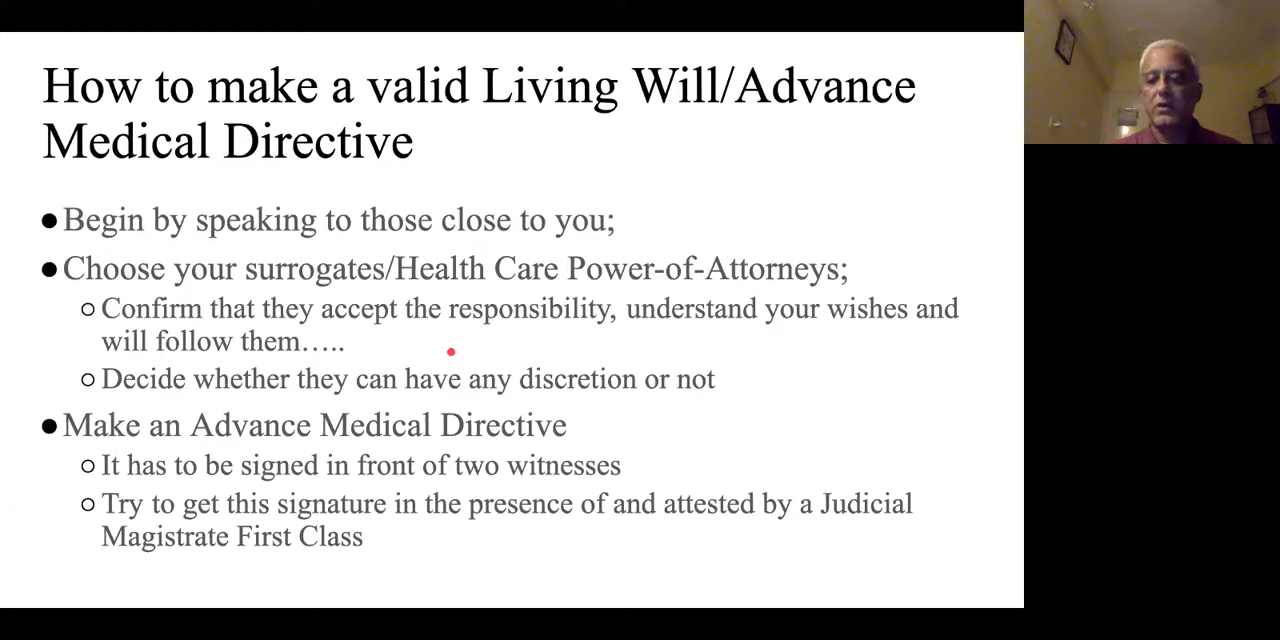 How to make a valid Living Will/Advance
Medical Directive
●Begin by speaking to those close to you;
●Choose your surrogates/Health Care Power-of-Attorneys;
○Confirm that they accept the responsibility, understand your wishes and
will follow them…..
○Decide whether they can have any discretion or not
●Make an Advance Medical Directive
○It has to be signed in front of two witnesses
○Try to get this signature in the presence of and attested by a Judicial
Magistrate First Class